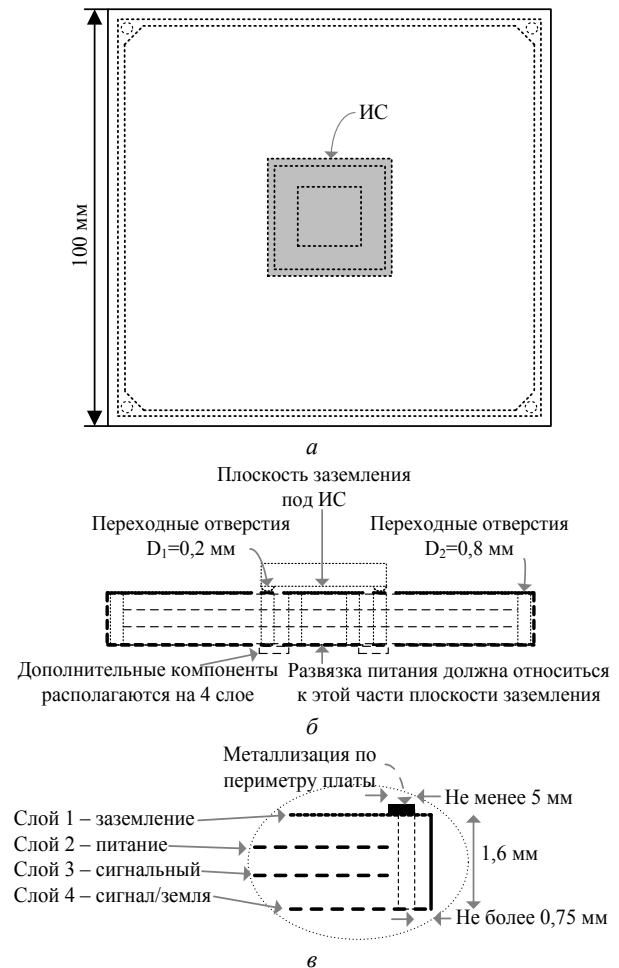 ИС
100 мм
а
Плоскость заземления
под ИС
Переходные отверстия
D1=0,2 мм
Переходные отверстия
D2=0,8 мм
Дополнительные компоненты
располагаются на 4 слое
Развязка питания должна относиться
к этой части плоскости заземления
б
Металлизация по
периметру платы
Не менее 5 мм
Слой 1 – заземление
Слой 2 – питание
Слой 3 – сигнальный
Слой 4 – сигнал/земля
1,6 мм
Не более 0,75 мм
в